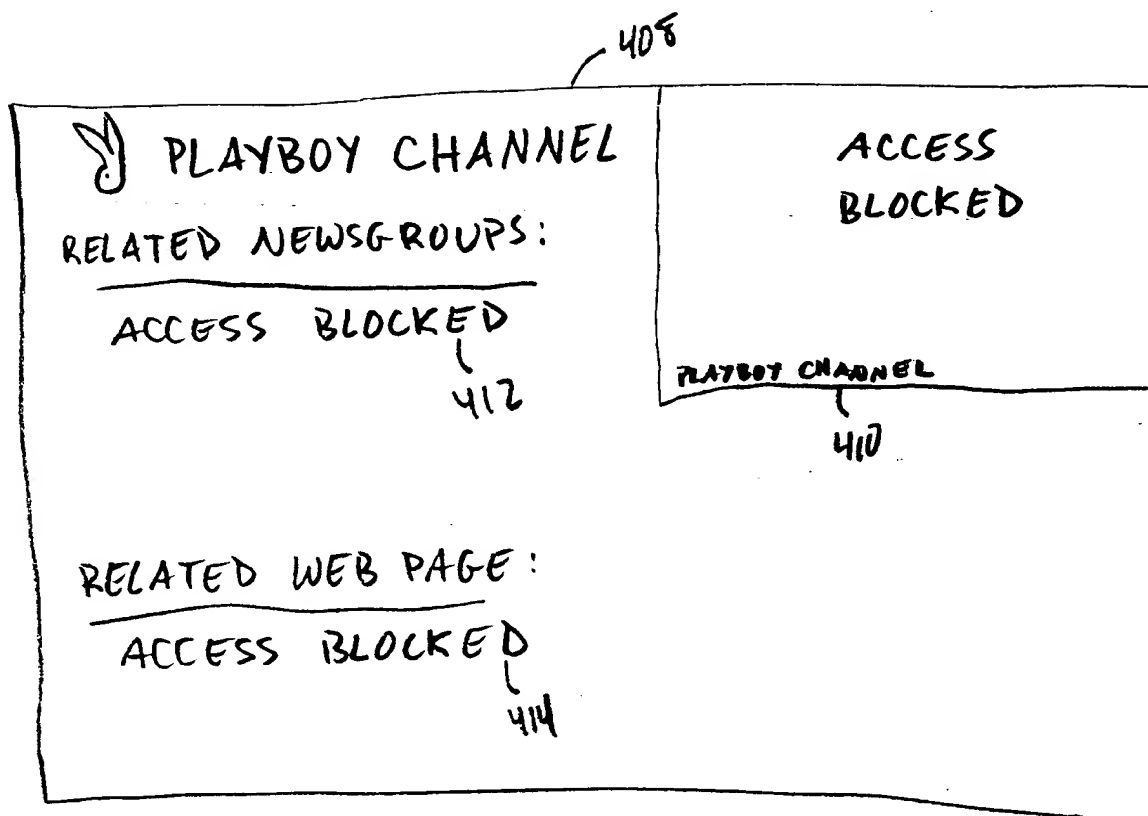 408
PLAYBOY CHANNEL
RELATED NEWSGROUPS:
ACCESS BLOCKED
412
ACCESS
BLOCKED
PLAYBOY CHANNEL
410
RELATED WEB PAGE:
ACCESS BLOCKED
414